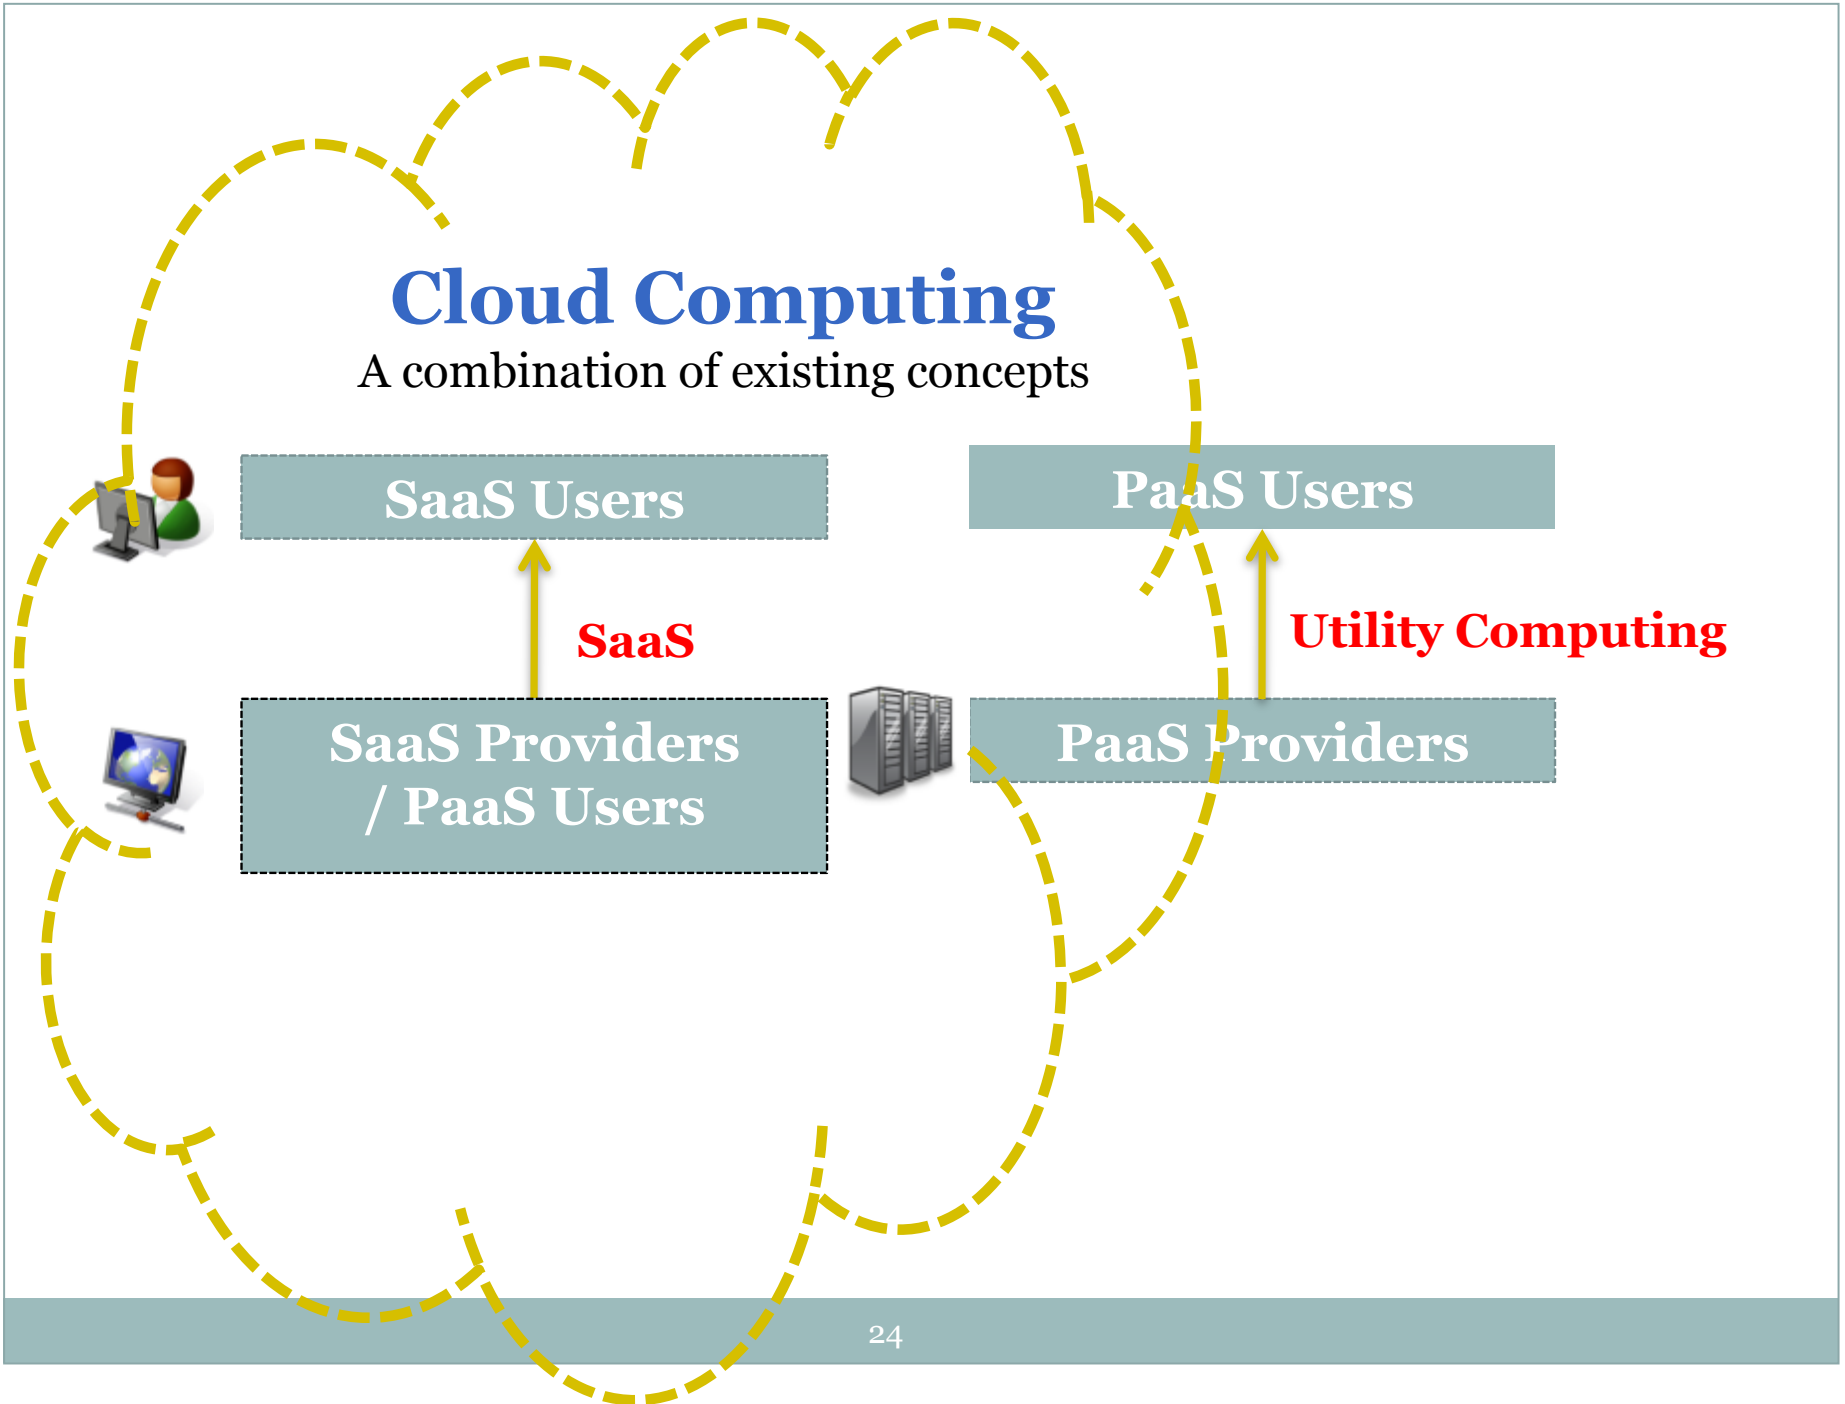 Cloud Computing
A combination of existing concepts
SaaS Users
PaaS Users
SaaS
Utility Computing
SaaS Providers
/ PaaS Users
PaaS Providers
24